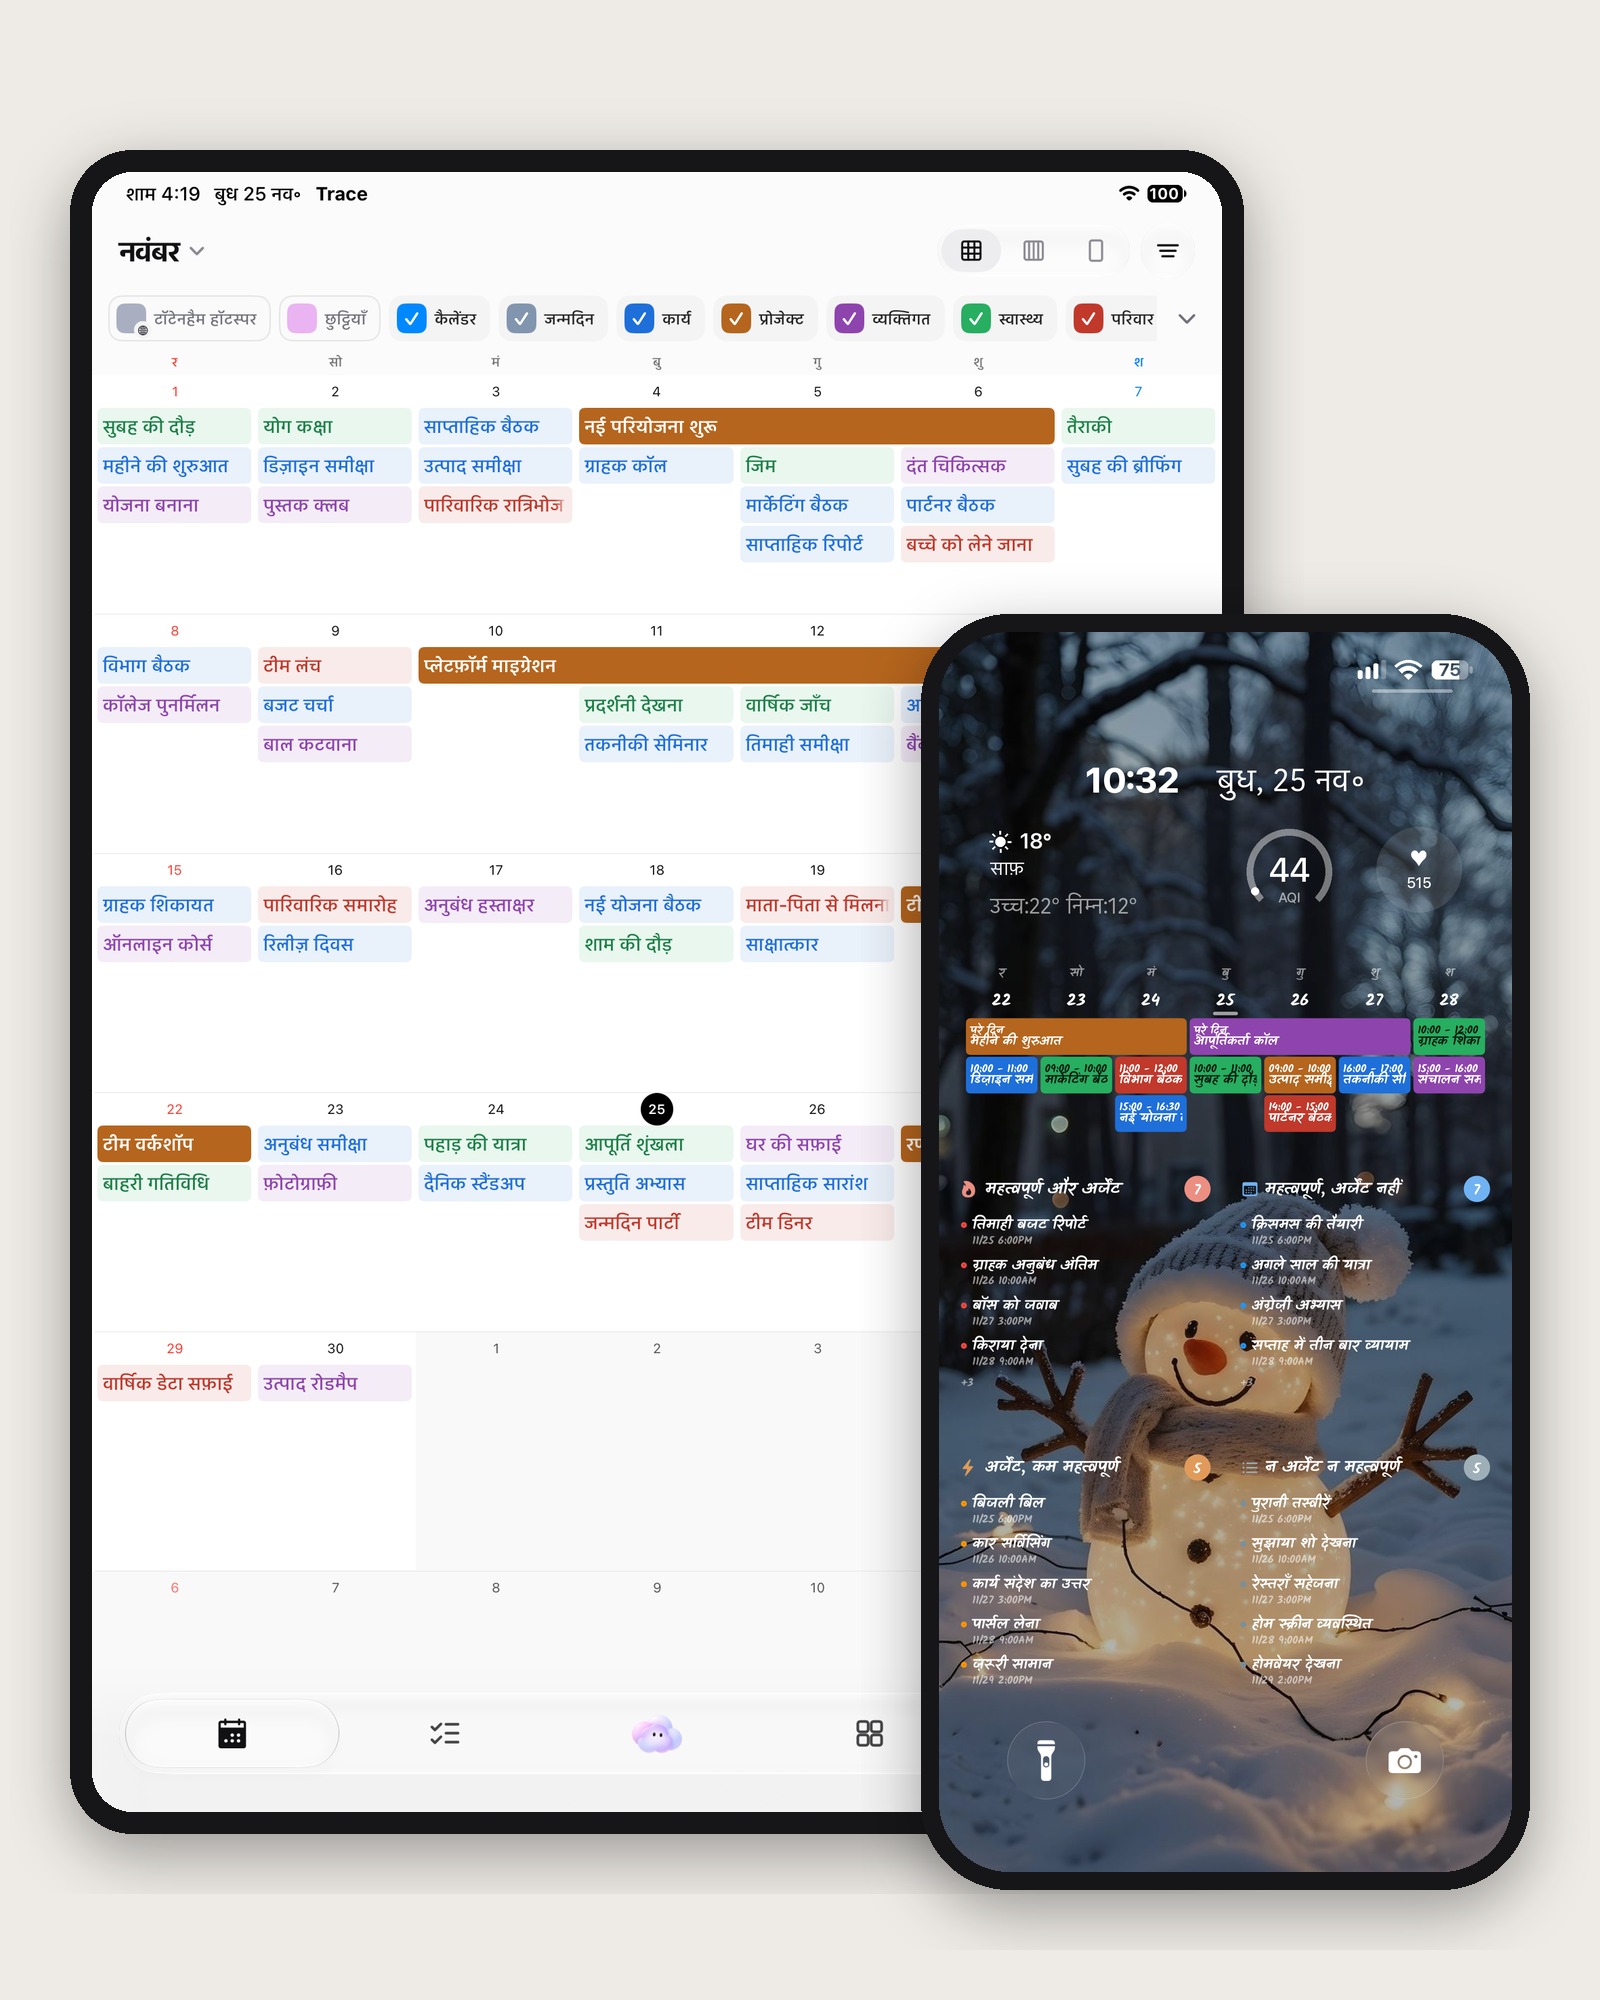 शाम 4:19 बुध 25 नव॰ Trace
100
नवंबर
टॉटेनहैम हॉटस्पर छुट्टियाँ कैलेंडर जन्मदिन कार्य प्रोजेक्ट व्यक्तिगत स्वास्थ्य परिवार
र सो मं बु गु शु श
1 2 3 4 5 6 7
सुबह की दौड़ योग कक्षा साप्ताहिक बैठक नई परियोजना शुरू तैराकी
महीने की शुरुआत डिज़ाइन समीक्षा उत्पाद समीक्षा ग्राहक कॉल जिम दंत चिकित्सक सुबह की ब्रीफिंग
योजना बनाना पुस्तक क्लब पारिवारिक रात्रिभोज मार्केटिंग बैठक पार्टनर बैठक
साप्ताहिक रिपोर्ट बच्चे को लेने जाना
8 9 10 11 12
विभाग बैठक टीम लंच प्लेटफ़ॉर्म माइग्रेशन
कॉलेज पुनर्मिलन बजट चर्चा प्रदर्शनी देखना वार्षिक जाँच
बाल कटवाना तकनीकी सेमिनार तिमाही समीक्षा
15 16 17 18 19
ग्राहक शिकायत पारिवारिक समारोह अनुबंध हस्ताक्षर नई योजना बैठक माता-पिता से मिलन
ऑनलाइन कोर्स रिलीज़ दिवस शाम की दौड़ साक्षात्कार
22 23 24 25 26
टीम वर्कशॉप अनुबंध समीक्षा पहाड़ की यात्रा आपूर्ति शृंखला घर की सफ़ाई
बाहरी गतिविधि फ़ोटोग्राफ़ी दैनिक स्टैंडअप प्रस्तुति अभ्यास साप्ताहिक सारांश
जन्मदिन पार्टी टीम डिनर
29 30 1 2 3
वार्षिक डेटा सफ़ाई उत्पाद रोडमैप
6 7 8 9 10
75
10:32 बुध, 25 नव॰
18°
साफ़
उच्च:22° निम्न:12°
44
AQI
515
र सो मं बु गु शु श
22 23 24 25 26 27 28
पूरे दिन पूरे दिन 10:00 - 12:00
महीने की शुरुआत आपूर्तिकर्ता कॉल ग्राहक शिका
10:00 - 11:00 09:00 - 10:00 11:00 - 12:00 10:00 - 11:00 09:00 - 10:00 16:00 - 17:00 15:00 - 16:00
डिज़ाइन सम मार्केटिंग बैठ विभाग बैठक सुबह की दौड़ उत्पाद समीक्ष तकनीकी से संचालन सम
15:00 - 16:30 14:00 - 15:00
नई योजना पार्टनर बैठक
महत्वपूर्ण और अर्जेंट 7
तिमाही बजट रिपोर्ट
11/25 6:00PM
ग्राहक अनुबंध अंतिम
11/26 10:00AM
बॉस को जवाब
11/27 3:00PM
किराया देना
11/28 9:00AM
+3
महत्वपूर्ण, अर्जेंट नहीं 7
क्रिसमस की तैयारी
11/25 6:00PM
अगले साल की यात्रा
11/26 10:00AM
अंग्रेज़ी अभ्यास
11/27 3:00PM
सप्ताह में तीन बार व्यायाम
11/28 9:00AM
+3
अर्जेंट, कम महत्वपूर्ण 5
बिजली बिल
11/25 6:00PM
कार सर्विसिंग
11/26 10:00AM
कार्य संदेश का उत्तर
11/27 3:00PM
पार्सल लेना
11/28 9:00AM
ज़रूरी सामान
11/29 2:00PM
न अर्जेंट न महत्वपूर्ण 5
पुरानी तस्वीरें
11/25 6:00PM
सुझाया शो देखना
11/26 10:00AM
रेस्तराँ सहेजना
11/27 3:00PM
होम स्क्रीन व्यवस्थित
11/28 9:00AM
होमवेयर देखना
11/29 2:00PM